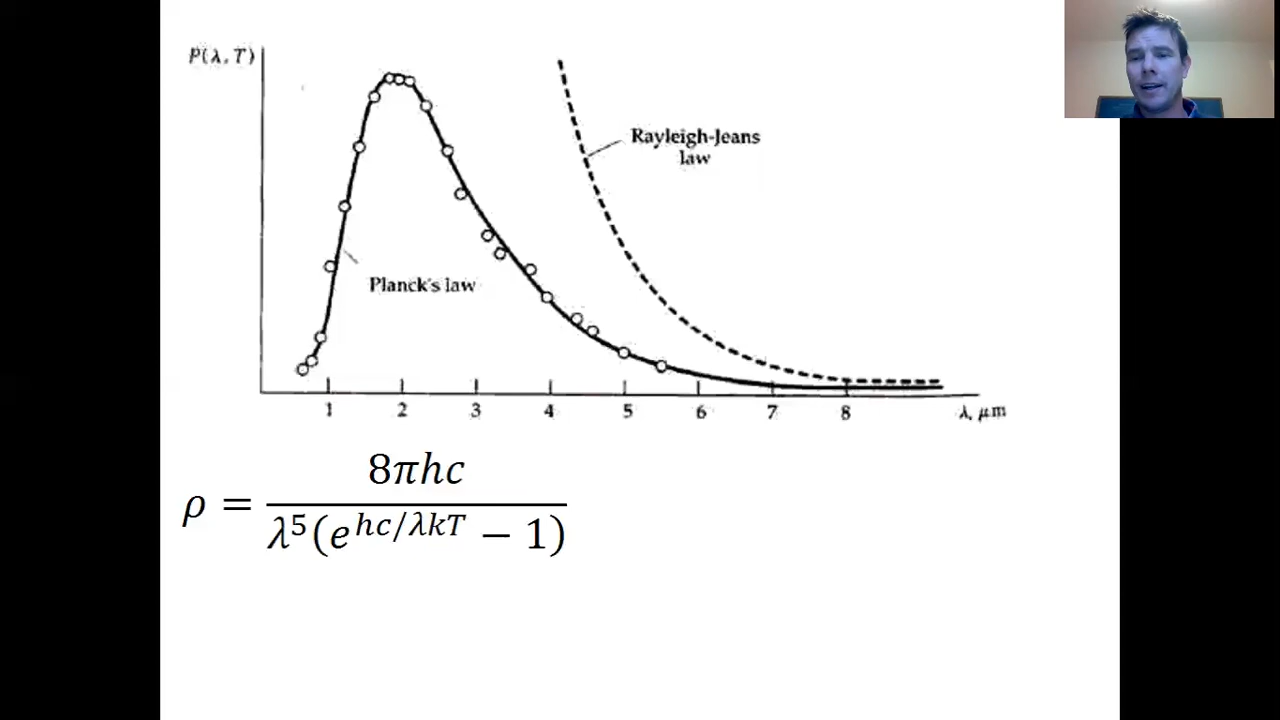 P(λ, T)
Rayleigh-Jeans
law
Planck's law
1 2 3 4 5 6 7 8 λ, μm
ρ = 8πhc / λ⁵(e^{hc/λkT} − 1)